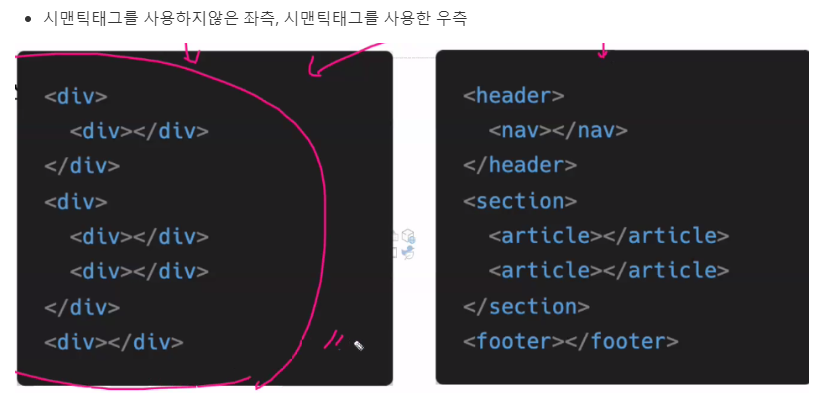 시맨틱태그를 사용하지않은 좌측, 시맨틱태그를 사용한 우측
<div>
<div></div>
</div>
<div>
<div></div>
<div></div>
</div>
<div></div>
<header>
<nav></nav>
</header>
<section>
<article></article>
<article></article>
</section>
<footer></footer>